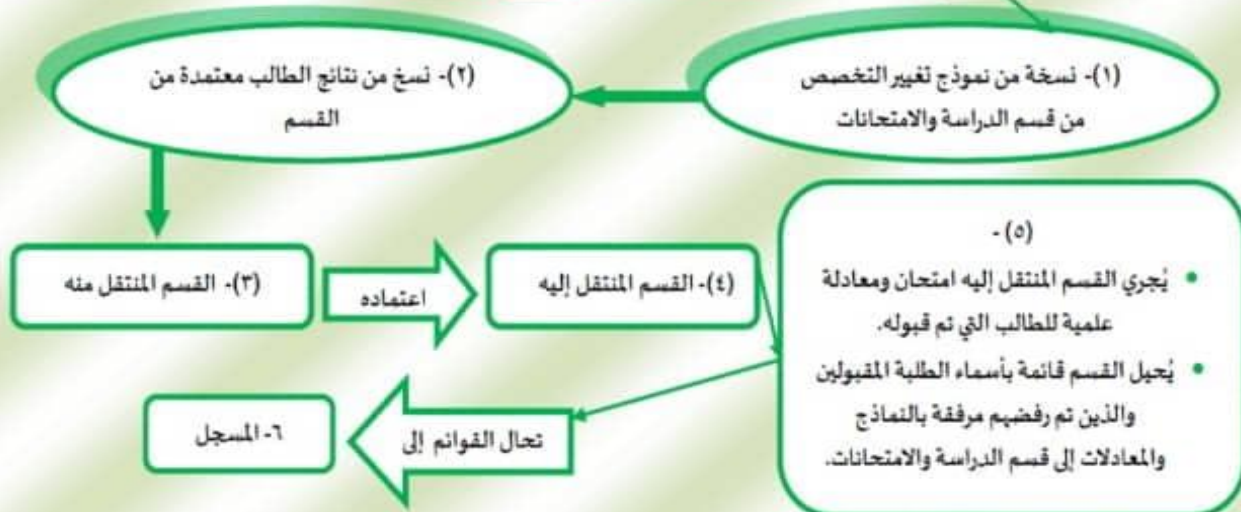 (١)- نسخة من نموذج تغيير التخصص
من قسم الدراسة والامتحانات
(٢)- نسخ من نتائج الطالب معتمدة من
القسم
(٣)- القسم المنتقل منه
اعتماده
(٤)- القسم المنتقل إليه
(٥) -
• يُجري القسم المنتقل إليه امتحان ومعادلة
علمية للطالب التي تم قبوله.
• يُحيل القسم قائمة بأسماء الطلبة المقبولين
والذين تم رفضهم مرفقة بالنماذج
والمعادلات إلى قسم الدراسة والامتحانات.
تحال القوائم إلى
٦- المسجل